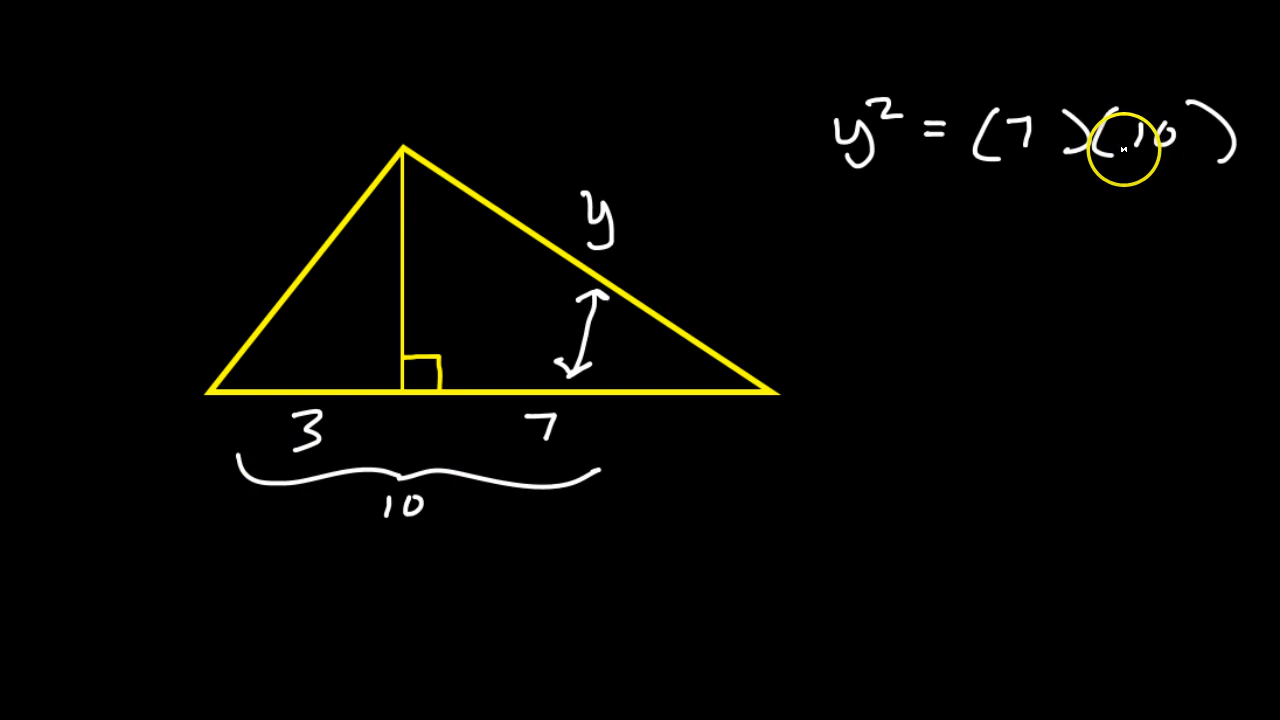 y² = (7)(10)
y
3 7
10